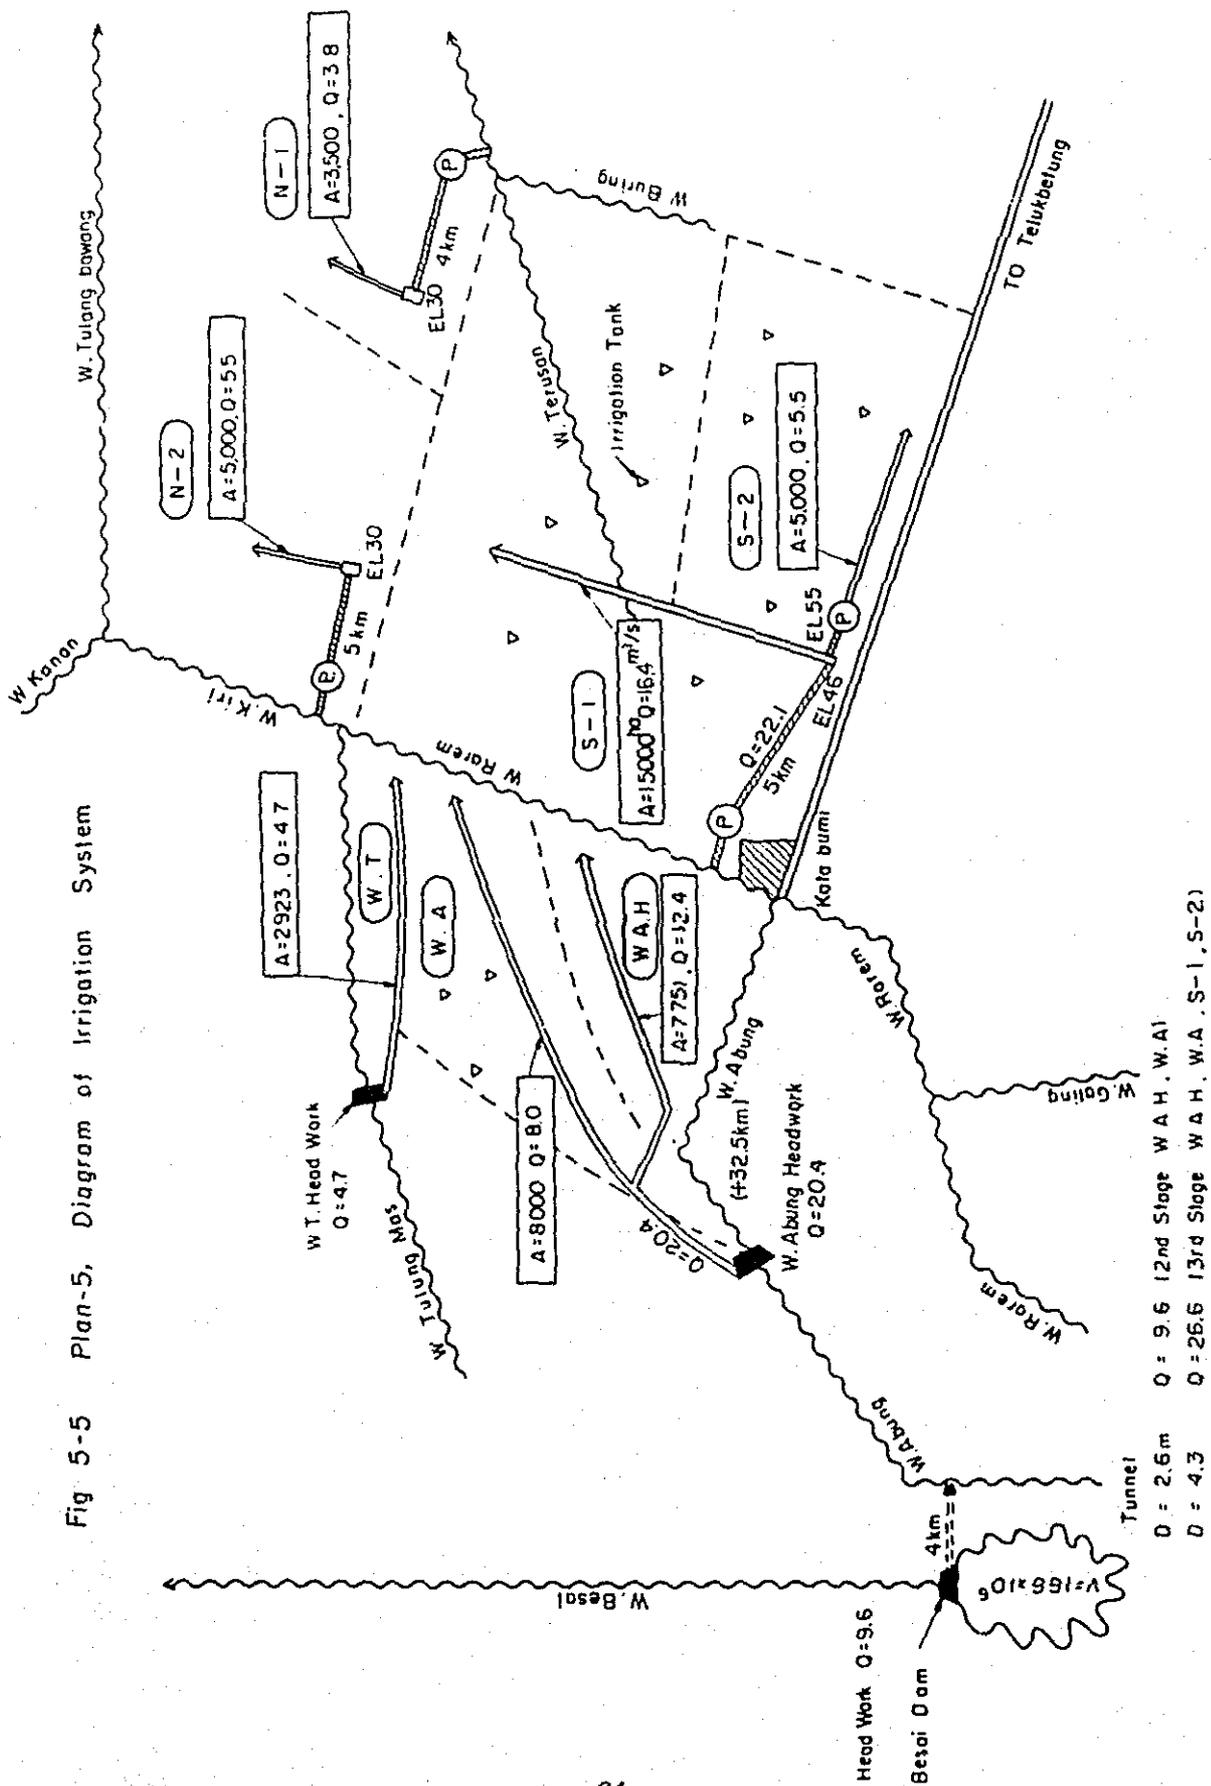 Fig 5-5 Plan-5, Diagram of Irrigation System
W.Tulang bawang
W Kanan
W.Kiri
N-1
A=3,500, Q=3.8
P
4km
EL30
N-2
A=5,000, Q=5.5
P
5km
EL30
W Buring
W.Terusan
Irrigation Tank
TO Telukbetung
S-2
A=5,000, Q=5.5
P
EL55
EL46
S-1
A=15000ha Q=16.4m³/s
Q=22.1
5km
P
Kota bumi
W Rarem
A=2923, Q=4.7
W.T
W.A
W A.H
A=7751, Q=12.4
A=8000 Q=8.0
WT. Head Work
Q=4.7
W Tulung Mas
Q=20.4
(+32.5km)
W.Abung
W.Abung Headwork
Q=20.4
W.Rarem
W.Galing
W.Rarem
W.Abung
W.Besai
4km
V=166×10⁶
Head Work Q=9.6
Besai Dam
Tunnel
D = 2.6m Q = 9.6 (2nd Stage W A H, W.A)
D = 4.3 Q = 26.6 (3rd Stage W A H, W.A, S-1, S-2)